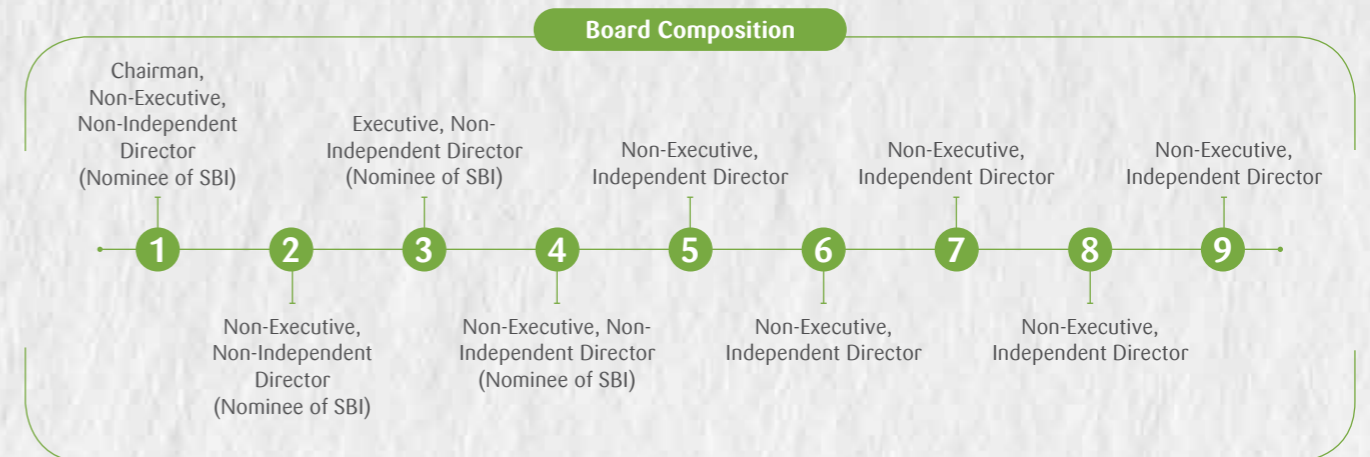 Board Composition
Chairman,
Non-Executive,
Non-Independent
Director
(Nominee of SBI)
Executive, Non-
Independent Director
(Nominee of SBI)
Non-Executive,
Independent Director
Non-Executive,
Independent Director
Non-Executive,
Independent Director
1 2 3 4 5 6 7 8 9
Non-Executive,
Non-Independent
Director
(Nominee of SBI)
Non-Executive, Non-
Independent Director
(Nominee of SBI)
Non-Executive,
Independent Director
Non-Executive,
Independent Director